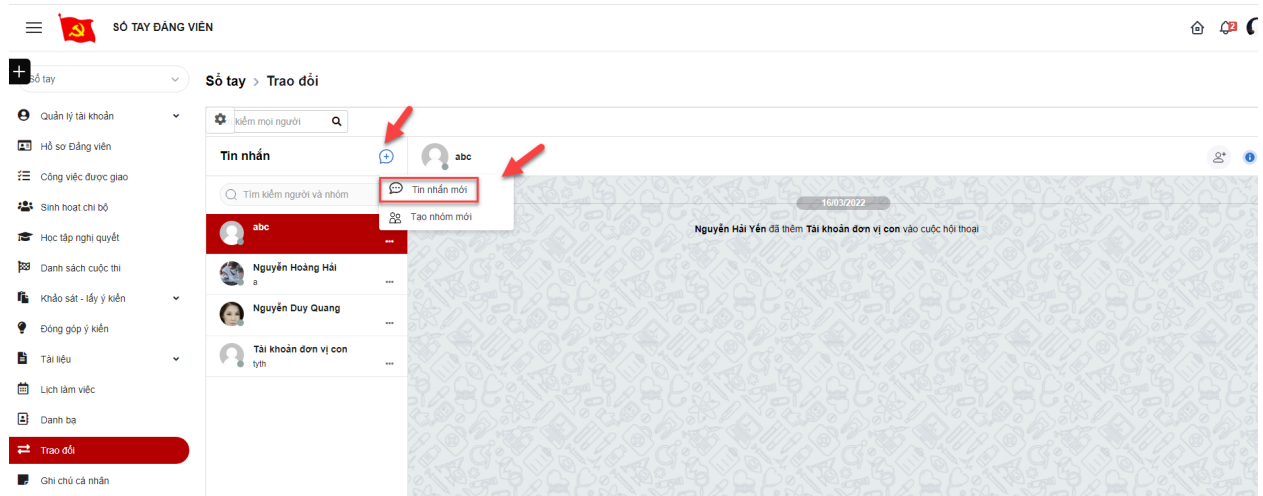 SỔ TAY ĐẢNG VIÊN
2
Sổ tay
Sổ tay > Trao đổi
Quản lý tài khoản
Hồ sơ Đảng viên
Công việc được giao
Sinh hoạt chi bộ
Học tập nghị quyết
Danh sách cuộc thi
Khảo sát - lấy ý kiến
Đóng góp ý kiến
Tài liệu
Lịch làm việc
Danh bạ
Trao đổi
Ghi chú cá nhân
kiếm mọi người
Tin nhắn
Tìm kiếm người và nhóm
abc
Nguyễn Hoàng Hải
a
Nguyễn Duy Quang
Tài khoản đơn vị con
tyth
Tin nhắn mới
Tạo nhóm mới
abc
16/03/2022
Nguyễn Hải Yến đã thêm Tài khoản đơn vị con vào cuộc hội thoại